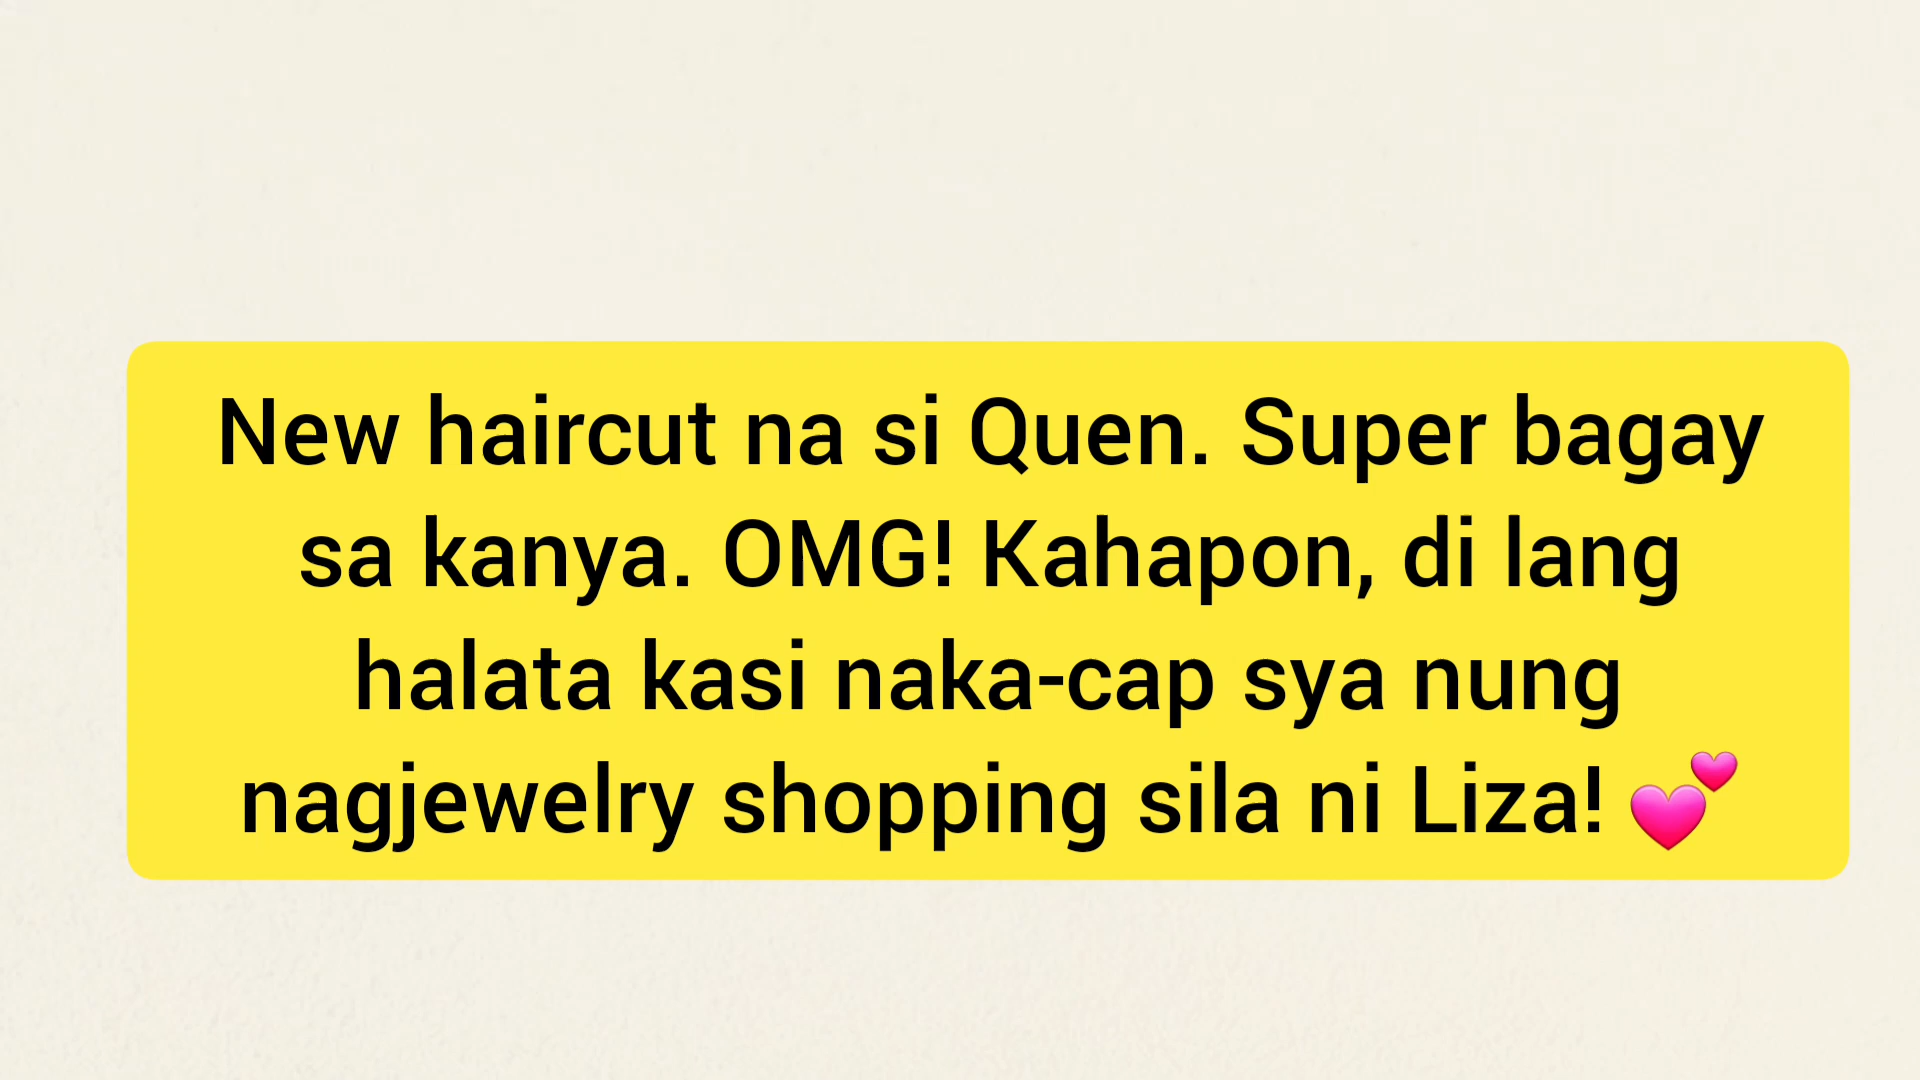 New haircut na si Quen. Super bagay
sa kanya. OMG! Kahapon, di lang
halata kasi naka-cap sya nung
nagjewelry shopping sila ni Liza! 💕